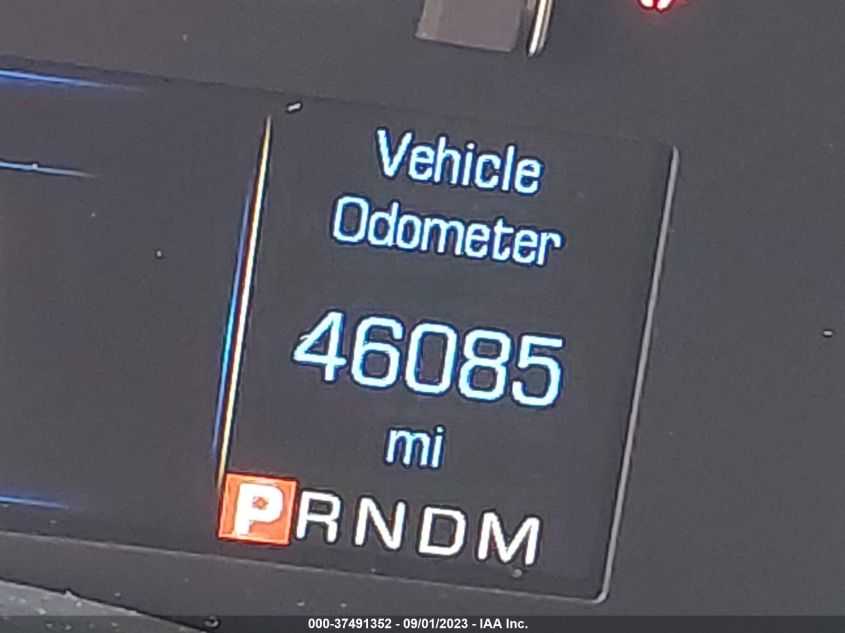 Vehicle
Odometer
46085
mi
PRNDM
000-37491352 - 09/01/2023 - IAA Inc.